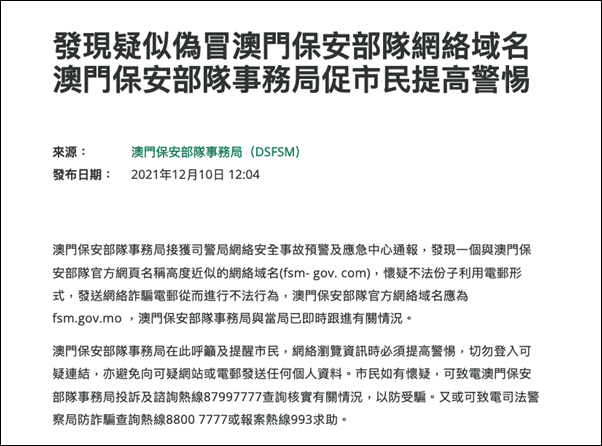 發現疑似偽冒澳門保安部隊網絡域名
澳門保安部隊事務局促市民提高警惕
來源： 澳門保安部隊事務局（DSFSM）
發布日期： 2021年12月10日 12:04
澳門保安部隊事務局接獲司警局網絡安全事故預警及應急中心通報，發現一個與澳門保
安部隊官方網頁名稱高度近似的網絡域名(fsm- gov. com)，懷疑不法份子利用電郵形
式，發送網絡詐騙電郵從而進行不法行為，澳門保安部隊官方網絡域名應為
fsm.gov.mo ，澳門保安部隊事務局與當局已即時跟進有關情況。
澳門保安部隊事務局在此呼籲及提醒市民，網絡瀏覽資訊時必須提高警惕，切勿登入可
疑連結，亦避免向可疑網站或電郵發送任何個人資料。市民如有懷疑，可致電澳門保安
部隊事務局投訴及諮詢熱線87997777查詢核實有關情況，以防受騙。又或可致電司法警
察局防詐騙查詢熱線8800 7777或報案熱線993求助。